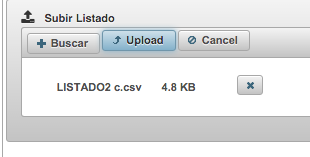 Subir Listado
Buscar Upload Cancel
LISTADO2 c.csv 4.8 KB